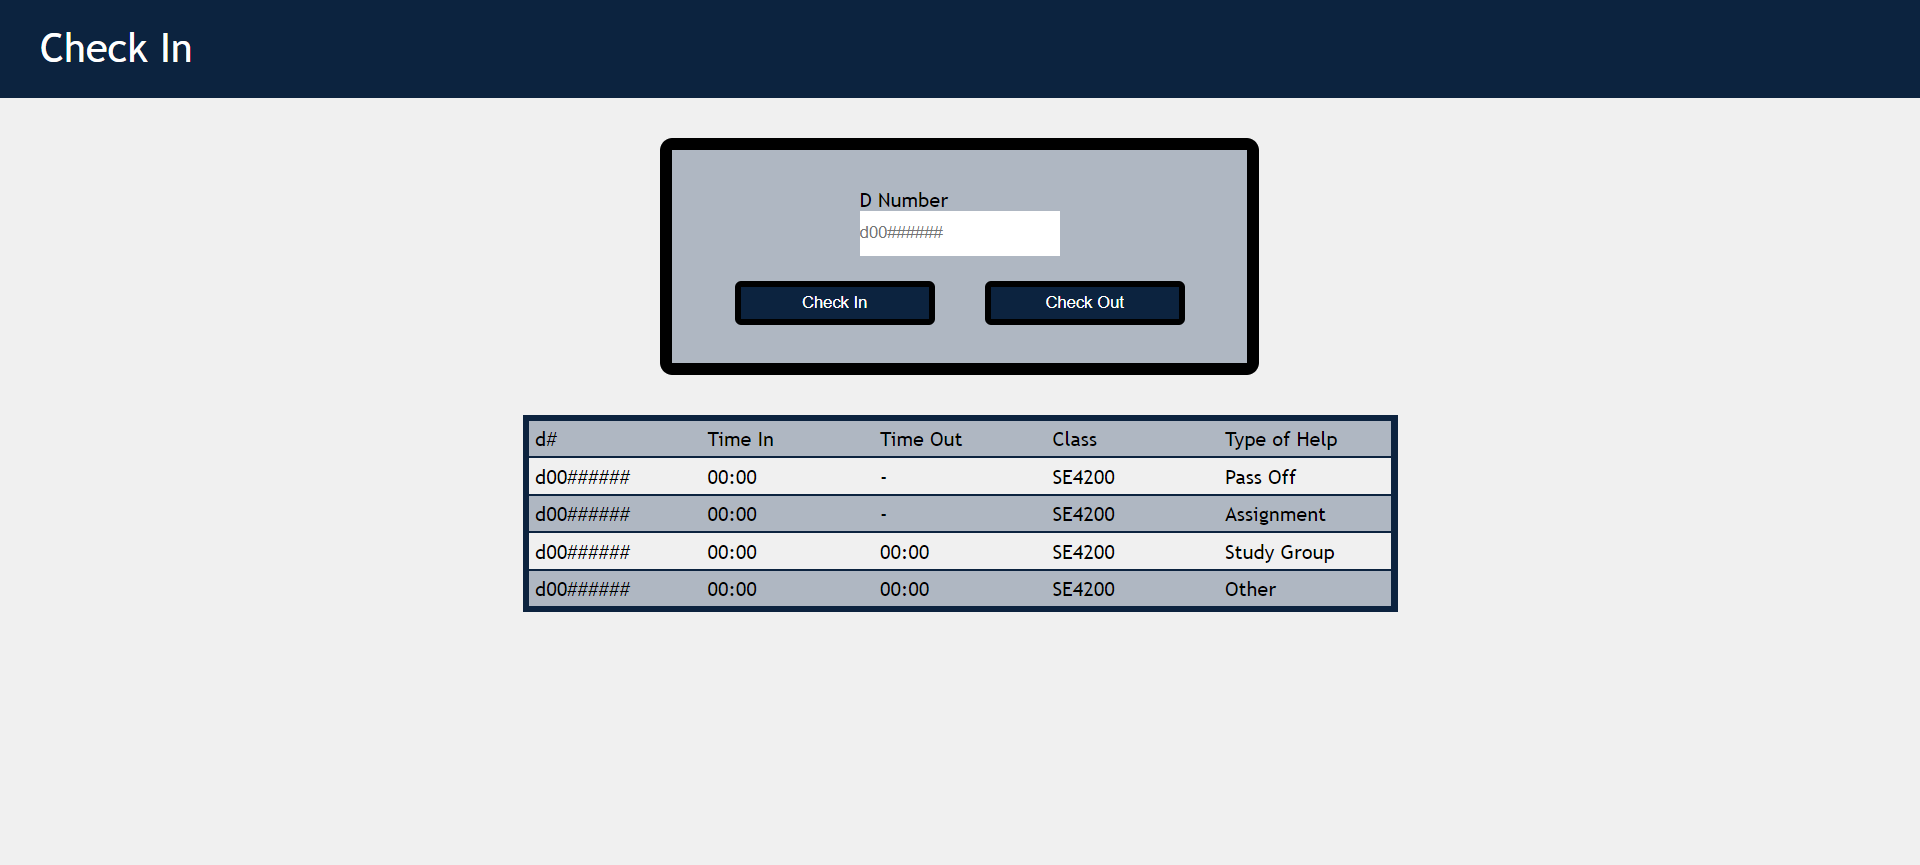 Check In
D Number
d00######
Check In Check Out
d# Time In Time Out Class Type of Help
d00###### 00:00 - SE4200 Pass Off
d00###### 00:00 - SE4200 Assignment
d00###### 00:00 00:00 SE4200 Study Group
d00###### 00:00 00:00 SE4200 Other